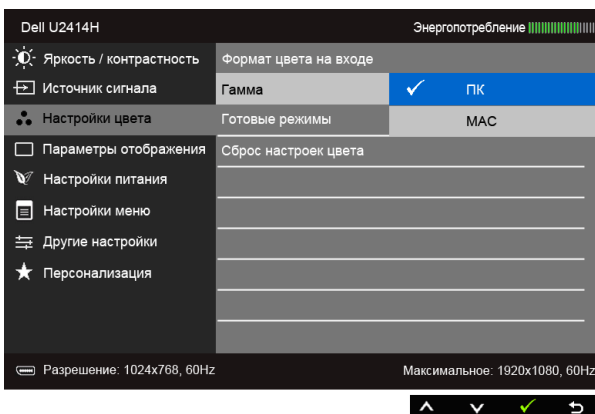 Dell U2414H Энергопотребление
Яркость / контрастность Формат цвета на входе
Источник сигнала Гамма ПК
Настройки цвета Готовые режимы MAC
Параметры отображения Сброс настроек цвета
Настройки питания
Настройки меню
Другие настройки
Персонализация
Разрешение: 1024x768, 60Hz Максимальное: 1920x1080, 60Hz